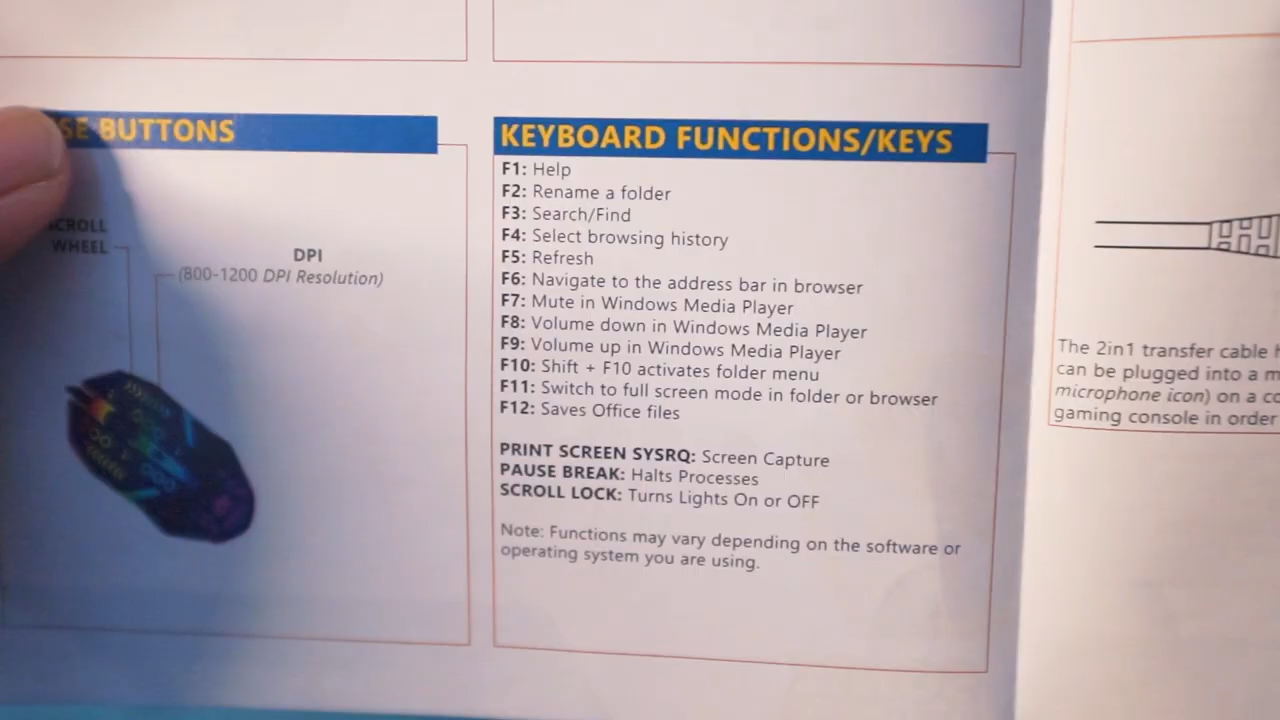 SE BUTTONS
SCROLL
WHEEL
DPI
(800-1200 DPI Resolution)
KEYBOARD FUNCTIONS/KEYS
F1: Help
F2: Rename a folder
F3: Search/Find
F4: Select browsing history
F5: Refresh
F6: Navigate to the address bar in browser
F7: Mute in Windows Media Player
F8: Volume down in Windows Media Player
F9: Volume up in Windows Media Player
F10: Shift + F10 activates folder menu
F11: Switch to full screen mode in folder or browser
F12: Saves Office files
PRINT SCREEN SYSRQ: Screen Capture
PAUSE BREAK: Halts Processes
SCROLL LOCK: Turns Lights On or OFF
Note: Functions may vary depending on the software or
operating system you are using.
The 2in1 transfer cable
can be plugged into a
microphone icon) on a
gaming console in order